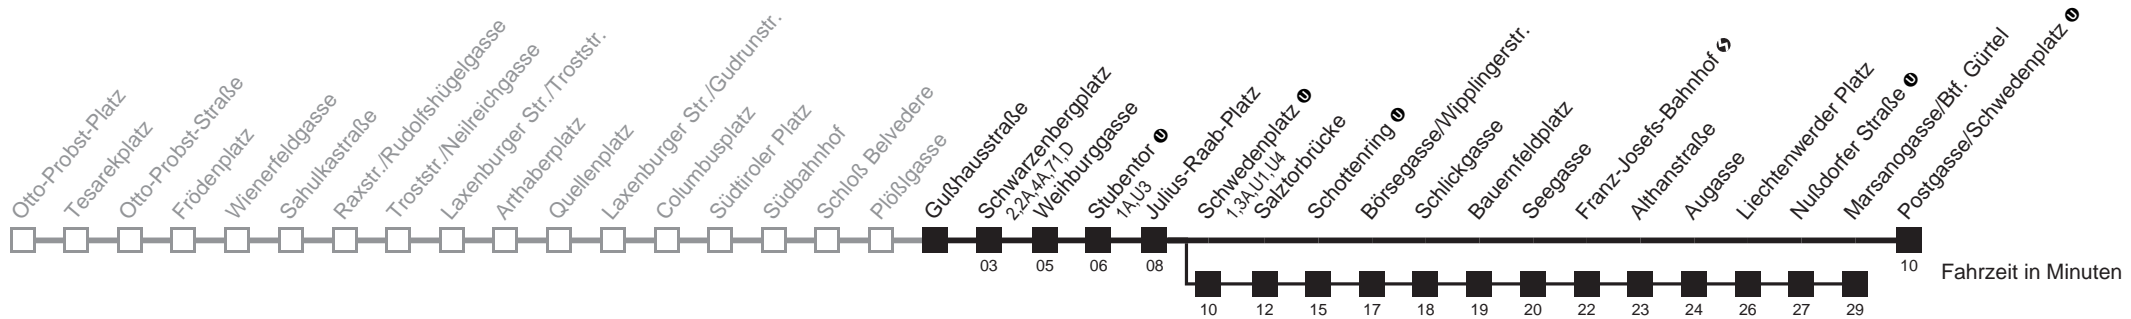 Otto-Probst-Platz
Tesarekplatz
Otto-Probst-Straße
Frödenplatz
Wienerfeldgasse
Sahulkastraße
Raxstr./Rudolfshügelgasse
Troststr./Neilreichgasse
Laxenburger Str./Troststr.
Arthaberplatz
Quellenplatz
Laxenburger Str./Gudrunstr.
Columbusplatz
Südtiroler Platz
Südbahnhof
Schloß Belvedere
Plößlgasse
Gußhausstraße
Schwarzenbergplatz
2,2A,4A,71,D
Weihburggasse
Stubentor U
1A,U3
Julius-Raab-Platz
Schwedenplatz U
1,3A,U1,U4
Salztorbrücke
Schottenring U
Börsegasse/Wipplingerstr.
Schlickgasse
Bauernfeldplatz
Seegasse
Franz-Josefs-Bahnhof S
Althanstraße
Augasse
Liechtenwerder Platz
Nußdorfer Straße U
Marsanogasse/Btf. Gürtel
Postgasse/Schwedenplatz U
03 05 06 08 10
Fahrzeit in Minuten
10 12 15 17 18 19 20 22 23 24 26 27 29